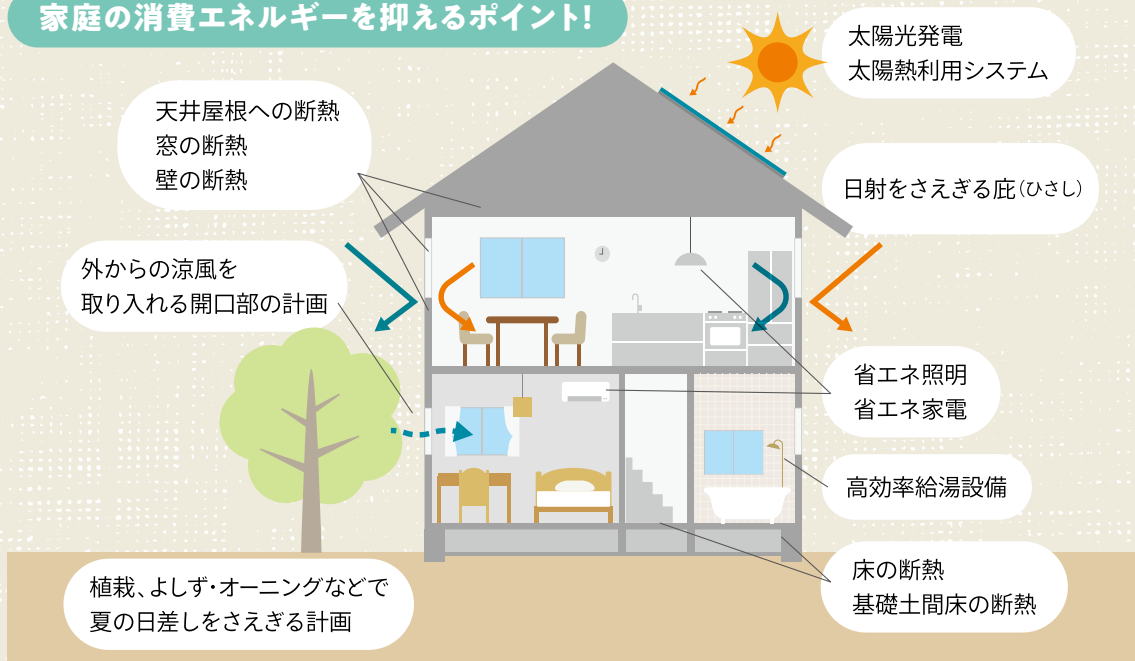 家庭の消費エネルギーを抑えるポイント!
太陽光発電
太陽熱利用システム
天井屋根への断熱
窓の断熱
壁の断熱
日射をさえぎる庇(ひさし)
外からの涼風を
取り入れる開口部の計画
省エネ照明
省エネ家電
高効率給湯設備
床の断熱
基礎土間床の断熱
植栽、よしず・オーニングなどで
夏の日差しをさえぎる計画